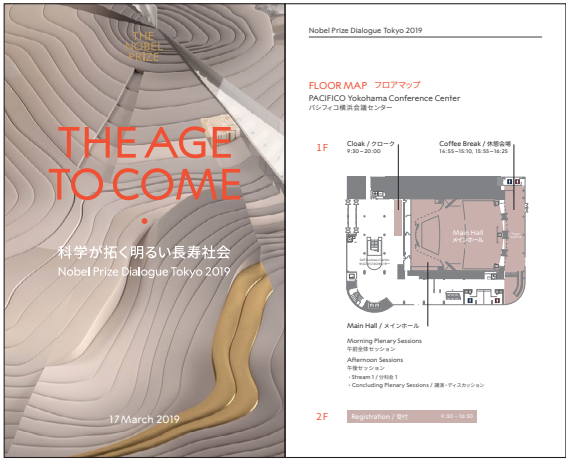 THE
NOBEL
PRIZE
THE AGE
TO COME
科学が拓く明るい長寿社会
Nobel Prize Dialogue Tokyo 2019
17 March 2019
Nobel Prize Dialogue Tokyo 2019
FLOOR MAP フロアマップ
PACIFICO Yokohama Conference Center
パシフィコ横浜会議センター
1F
Cloak / クローク
9:30–20:00
Coffee Break / 休憩会場
14:55–15:10, 15:55–16:25
Main Hall
メインホール
Main Hall / メインホール
Morning Plenary Sessions
午前全体セッション
Afternoon Sessions
午後セッション
・Stream 1 / 分科会 1
・Concluding Plenary Sessions / 講演・ディスカッション
2F
Registration / 受付 9:30–16:30